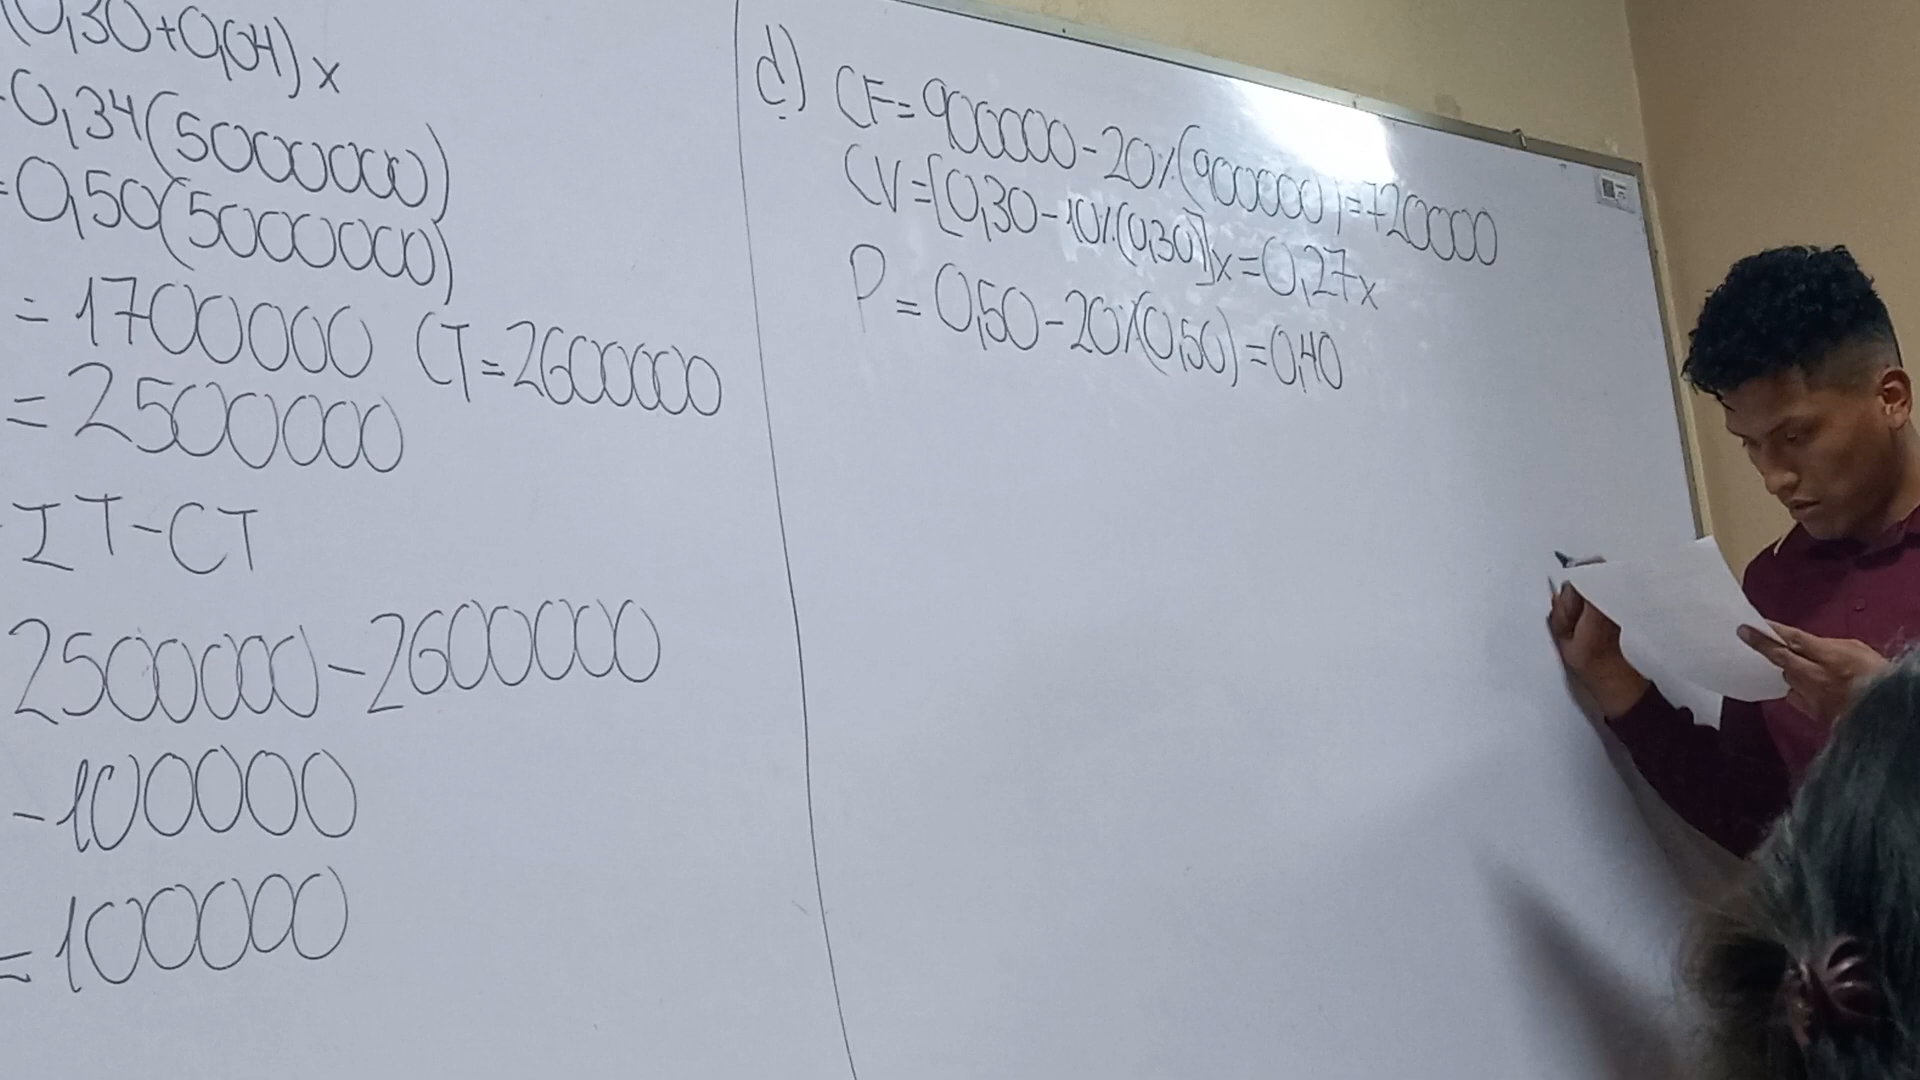 (0,30+0,04)x
0,34(5000000)
=0,50(5000000)
=1700000 CT=2600000
=2500000
IT-CT
2500000-2600000
-100000
=100000
d) CF=900000-20%(900000)=720000
CV=[0,30-10%(0,30)]x=0,27x
P=0,50-20%(0,50)=0,40